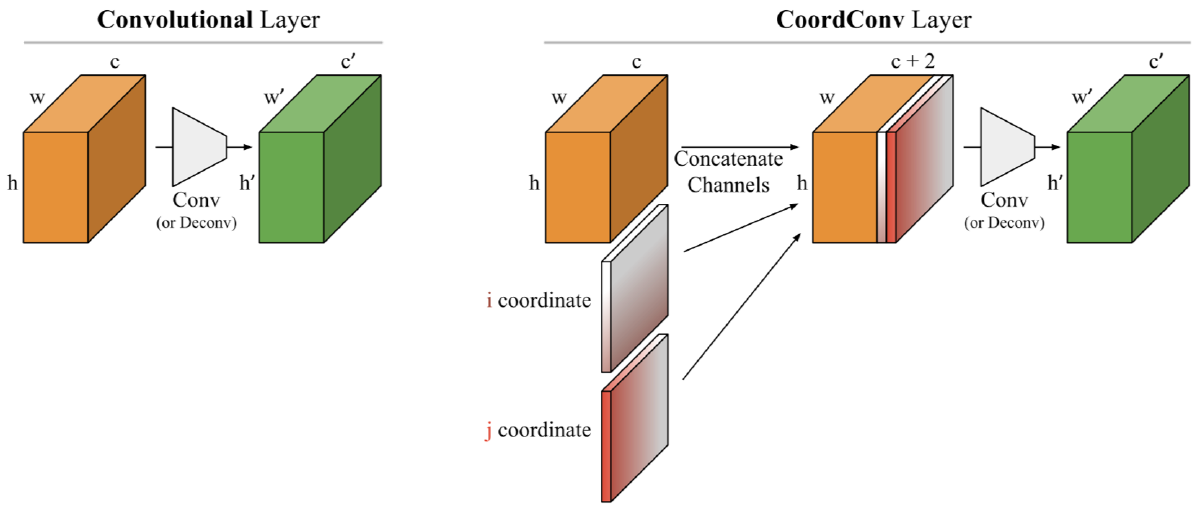 Convolutional Layer
c
w
h
Conv
(or Deconv)
c′
w′
h′
CoordConv Layer
c
w
h
Concatenate
Channels
i coordinate
j coordinate
c + 2
w
h
Conv
(or Deconv)
c′
w′
h′